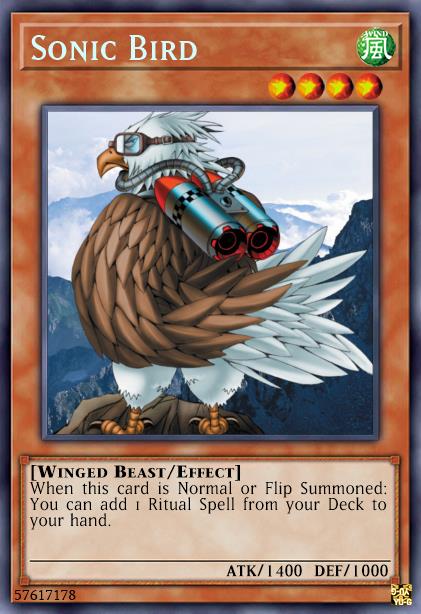 Sonic Bird
WIND
風
[Winged Beast/Effect]
When this card is Normal or Flip Summoned:
You can add 1 Ritual Spell from your Deck to
your hand.
ATK/1400 DEF/1000
57617178